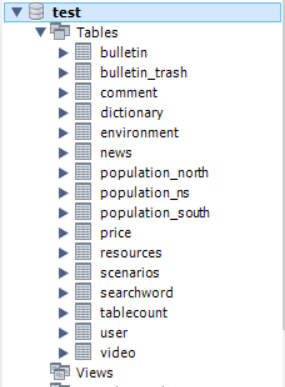 test
Tables
bulletin
bulletin_trash
comment
dictionary
environment
news
population_north
population_ns
population_south
price
resources
scenarios
searchword
tablecount
user
video
Views